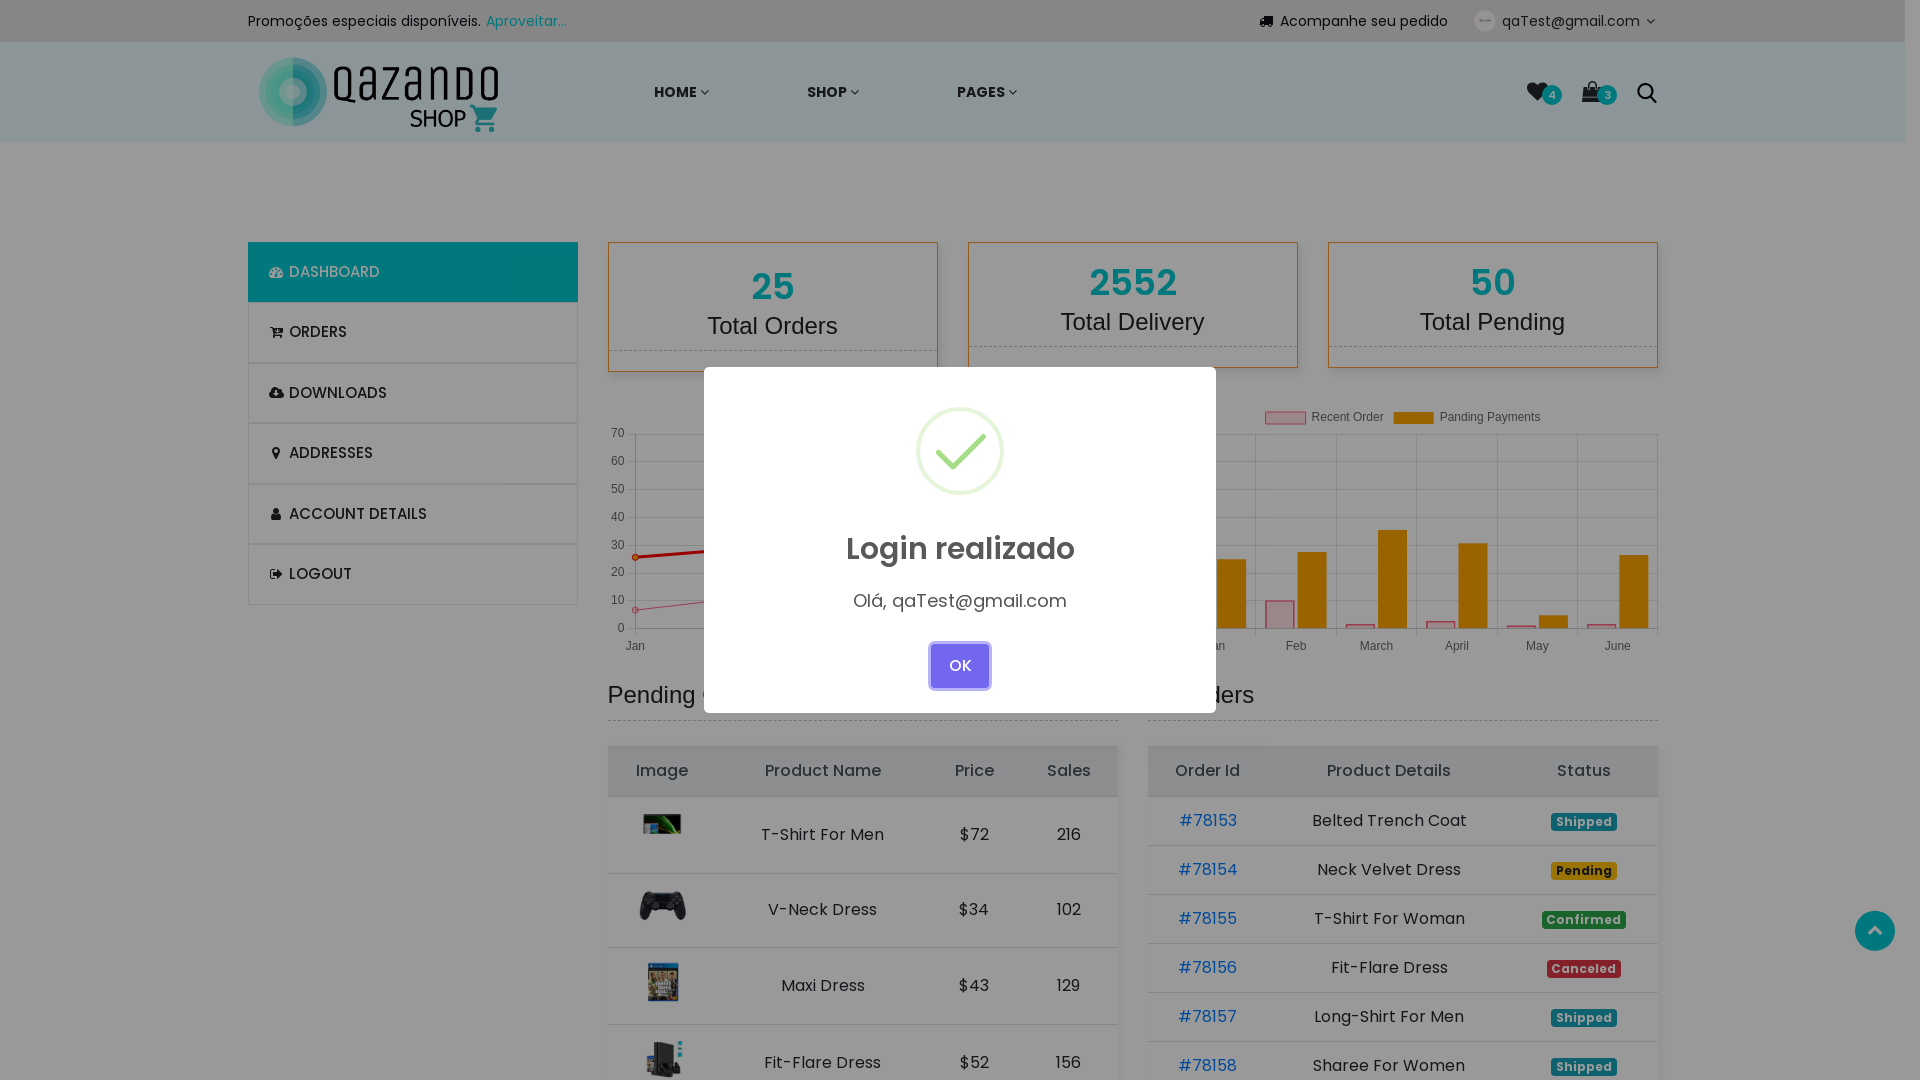 Promoções especiais disponíveis. Aproveitar...
Acompanhe seu pedido
qaTest@gmail.com
QAZANDO
SHOP
HOME
SHOP
PAGES
4
3
DASHBOARD
ORDERS
DOWNLOADS
ADDRESSES
ACCOUNT DETAILS
LOGOUT
25
Total Orders
2552
Total Delivery
50
Total Pending
Recent Order
Panding Payments
70
60
50
40
30
20
10
0
Jan
Feb
March
April
May
June
Login realizado
Olá, qaTest@gmail.com
OK
Pending
Image Product Name Price Sales
T-Shirt For Men $72 216
V-Neck Dress $34 102
Maxi Dress $43 129
Fit-Flare Dress $52 156
Order Id Product Details Status
#78153 Belted Trench Coat Shipped
#78154 Neck Velvet Dress Pending
#78155 T-Shirt For Woman Confirmed
#78156 Fit-Flare Dress Canceled
#78157 Long-Shirt For Men Shipped
#78158 Sharee For Women Shipped